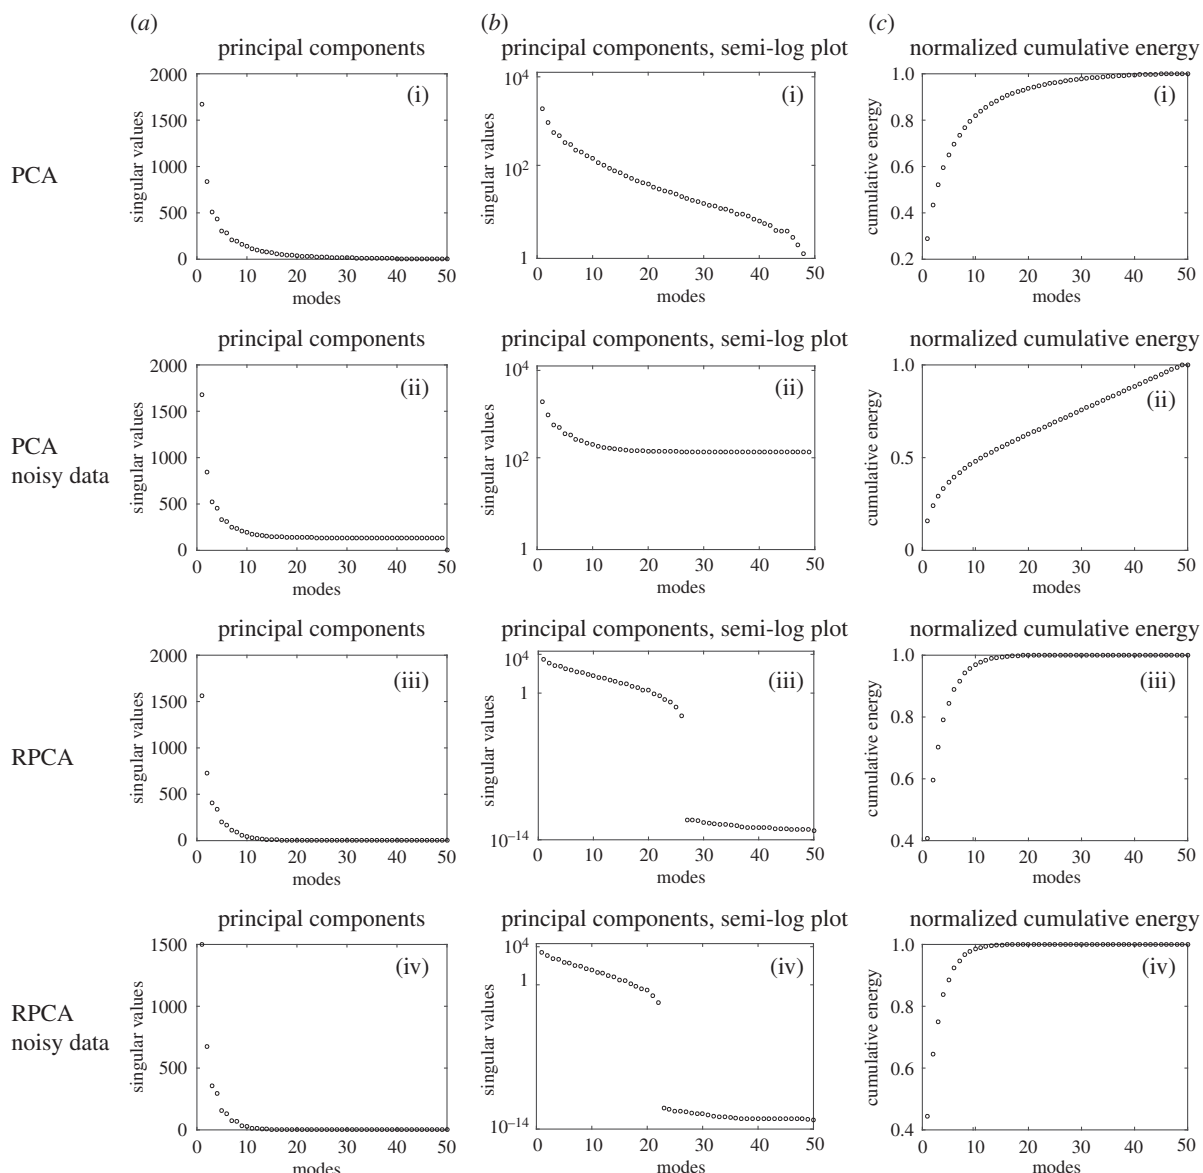 (a)
(b)
(c)
principal components
principal components, semi-log plot
normalized cumulative energy
PCA
singular values
2000
1500
1000
500
0
(i)
0 10 20 30 40 50
modes
singular values
10^4
10^2
1
(i)
0 10 20 30 40 50
modes
cumulative energy
1.0
0.8
0.6
0.4
0.2
(i)
0 10 20 30 40 50
modes
principal components
principal components, semi-log plot
normalized cumulative energy
PCA
noisy data
singular values
2000
1500
1000
500
0
(ii)
0 10 20 30 40 50
modes
singular values
10^4
10^2
1
(ii)
0 10 20 30 40 50
modes
cumulative energy
1.0
0.5
0
(ii)
0 10 20 30 40 50
modes
principal components
principal components, semi-log plot
normalized cumulative energy
RPCA
singular values
2000
1500
1000
500
0
(iii)
0 10 20 30 40 50
modes
singular values
10^4
1
10^-14
(iii)
0 10 20 30 40 50
modes
cumulative energy
1.0
0.8
0.6
0.4
(iii)
0 10 20 30 40 50
modes
principal components
principal components, semi-log plot
normalized cumulative energy
RPCA
noisy data
singular values
1500
1000
500
0
(iv)
0 10 20 30 40 50
modes
singular values
10^4
1
10^-14
(iv)
0 10 20 30 40 50
modes
cumulative energy
1.0
0.8
0.6
0.4
(iv)
0 10 20 30 40 50
modes